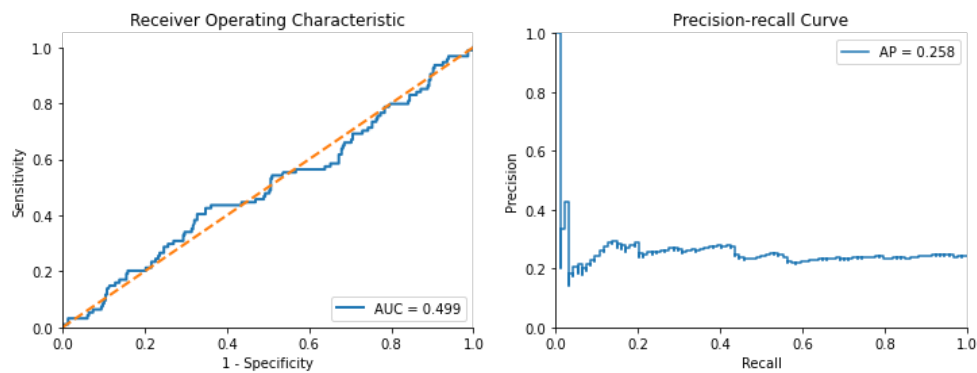 Receiver Operating Characteristic
1.0
0.8
0.6
0.4
0.2
0.0
Sensitivity
AUC = 0.499
0.0 0.2 0.4 0.6 0.8 1.0
1 - Specificity
Precision-recall Curve
1.0
0.8
0.6
0.4
0.2
0.0
Precision
AP = 0.258
0.0 0.2 0.4 0.6 0.8 1.0
Recall